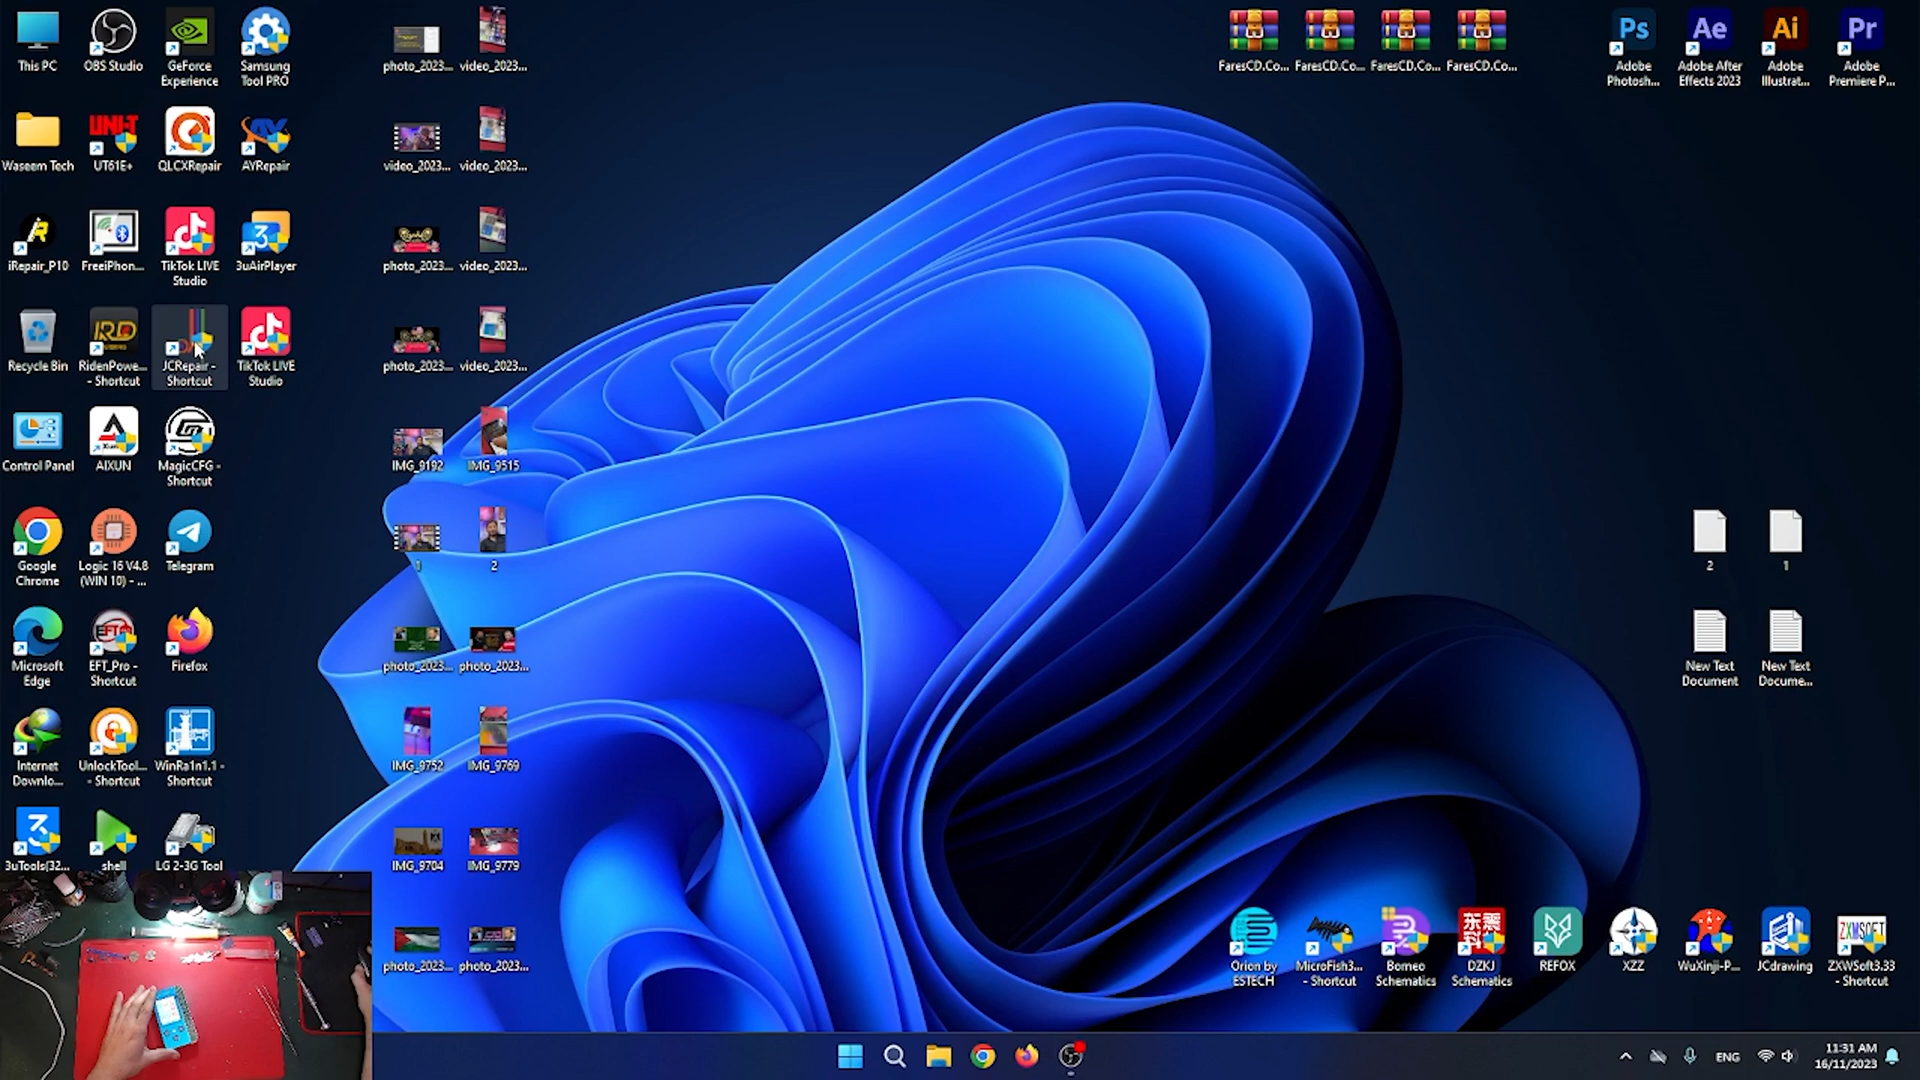 This PC
OBS Studio
GeForce
Experience
Samsung
Tool PRO
photo_2023...
video_2023...
FaresCD.Co...
FaresCD.Co...
FaresCD.Co...
FaresCD.Co...
Ps
Adobe
Photosh...
Ae
Adobe After
Effects 2023
Ai
Adobe
Illustrat...
Pr
Adobe
Premiere P...
Waseem Tech
UNI-T
UT61E+
QLCXRepair
AYRepair
video_2023...
video_2023...
iRepair_P10
FreeiPhon...
TikTok LIVE
Studio
3uAirPlayer
photo_2023...
video_2023...
Recycle Bin
RD
RidenPowe...
- Shortcut
JCRepair -
Shortcut
TikTok LIVE
Studio
photo_2023...
video_2023...
Control Panel
AIXUN
MagicCFG -
Shortcut
IMG_9192
IMG_9515
Google
Chrome
Logic 16 V4.8
(WIN 10) - ...
Telegram
1
2
2
1
Microsoft
Edge
EFT_Pro -
Shortcut
Firefox
photo_2023...
photo_2023...
New Text
Document
New Text
Docume...
Internet
Downlo...
UnlockTool...
- Shortcut
WinRa1n1.1 -
Shortcut
IMG_9752
IMG_9769
3uTools(32...
shell
LG 2-3G Tool
IMG_9704
IMG_9779
photo_2023...
photo_2023...
Orion by
ESTECH
MicroFish3...
- Shortcut
Borneo
Schematics
东震
科技
DZKJ
Schematics
REFOX
XZZ
WuXinji-P...
JCdrawing
ZXWSOFT
ZXWSoft3.33
- Shortcut
ENG
11:31 AM
16/11/2023